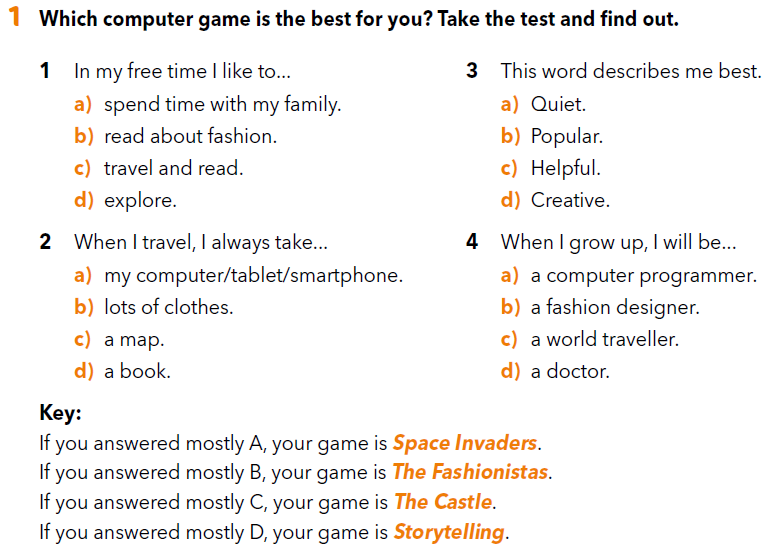 1 Which computer game is the best for you? Take the test and find out.
1 In my free time I like to...
a) spend time with my family.
b) read about fashion.
c) travel and read.
d) explore.
2 When I travel, I always take...
a) my computer/tablet/smartphone.
b) lots of clothes.
c) a map.
d) a book.
3 This word describes me best.
a) Quiet.
b) Popular.
c) Helpful.
d) Creative.
4 When I grow up, I will be...
a) a computer programmer.
b) a fashion designer.
c) a world traveller.
d) a doctor.
Key:
If you answered mostly A, your game is Space Invaders.
If you answered mostly B, your game is The Fashionistas.
If you answered mostly C, your game is The Castle.
If you answered mostly D, your game is Storytelling.